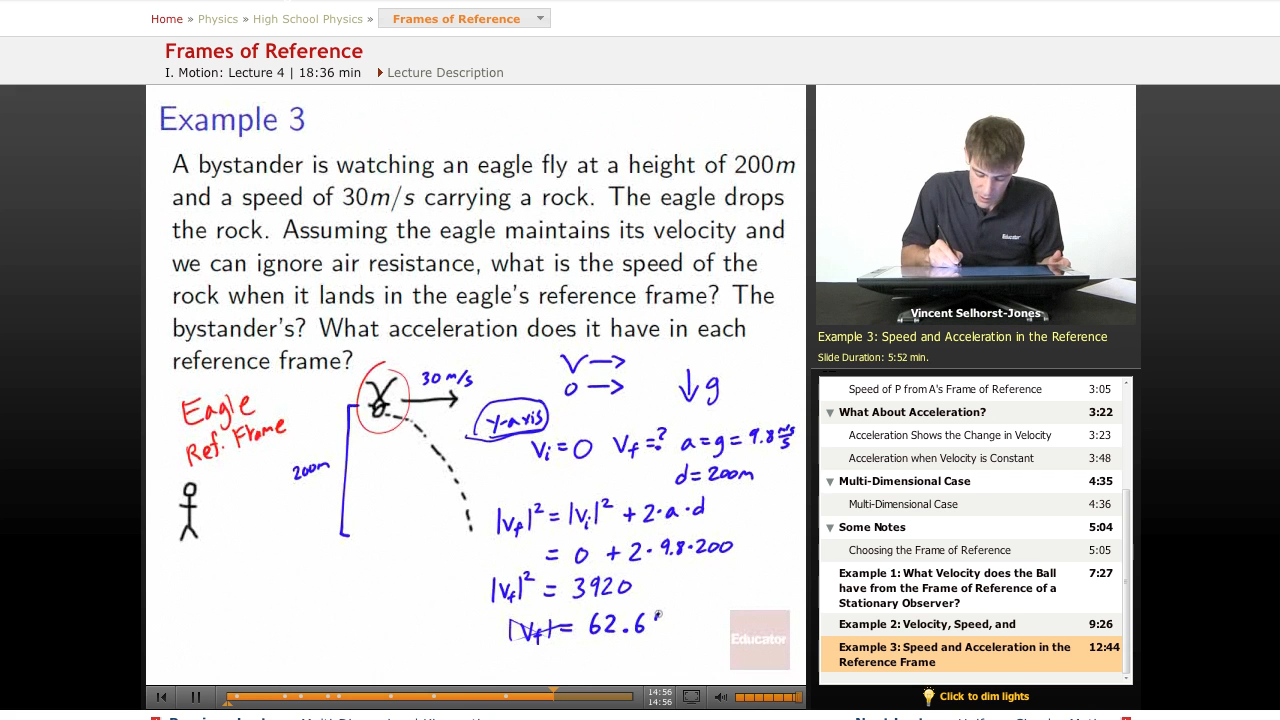 Home » Physics » High School Physics » Frames of Reference
Frames of Reference
I. Motion: Lecture 4 | 18:36 min Lecture Description
Example 3
A bystander is watching an eagle fly at a height of 200m
and a speed of 30m/s carrying a rock. The eagle drops
the rock. Assuming the eagle maintains its velocity and
we can ignore air resistance, what is the speed of the
rock when it lands in the eagle's reference frame? The
bystander's? What acceleration does it have in each
reference frame?
Eagle
Ref. Frame
30 m/s
200m
V →
0 →
↓ g
y-axis
Vi = 0 Vf = ? a = g = 9.8 m/s/s
d = 200m
|Vf|² = |Vi|² + 2·a·d
= 0 + 2·9.8·200
|Vf|² = 3920
|Vf| = 62.6
Educator
Educator
Vincent Selhorst-Jones
Example 3: Speed and Acceleration in the Reference
Slide Duration: 5:52 min.
Speed of P from A's Frame of Reference 3:05
What About Acceleration? 3:22
Acceleration Shows the Change in Velocity 3:23
Acceleration when Velocity is Constant 3:48
Multi-Dimensional Case 4:35
Multi-Dimensional Case 4:36
Some Notes 5:04
Choosing the Frame of Reference 5:05
Example 1: What Velocity does the Ball 7:27
have from the Frame of Reference of a
Stationary Observer?
Example 2: Velocity, Speed, and 9:26
Example 3: Speed and Acceleration in the 12:44
Reference Frame
14:56
14:56
Click to dim lights